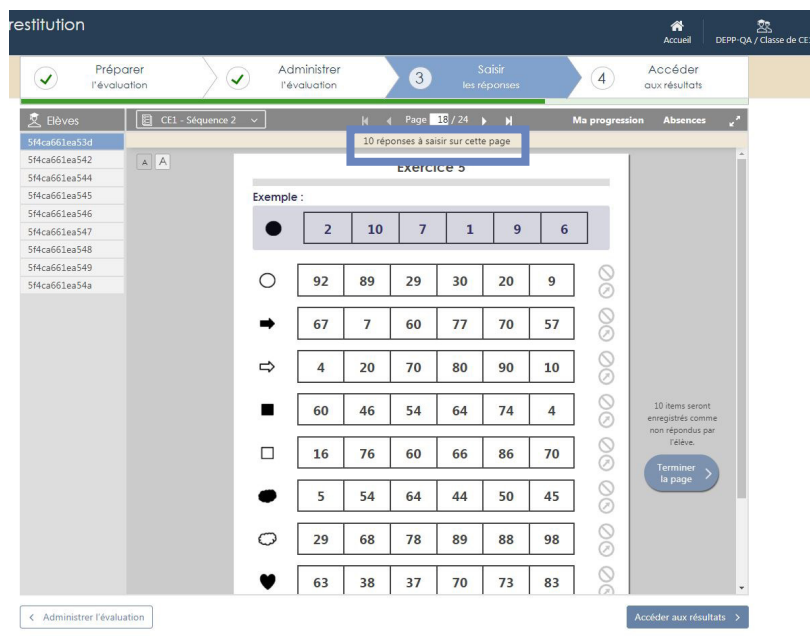 restitution
Accueil
DEPP-QA / Classe de CE
Préparer
l'évaluation
Administrer
l'évaluation
3
Saisir
les réponses
4
Accéder
aux résultats
Elèves
CE1 - Séquence 2
Page 18 / 24
Ma progression
Absences
5f4ca661ea53d
5f4ca661ea542
5f4ca661ea544
5f4ca661ea545
5f4ca661ea546
5f4ca661ea547
5f4ca661ea548
5f4ca661ea549
5f4ca661ea54a
10 réponses à saisir sur cette page
A A
Exercice 5
Exemple :
2 10 7 1 9 6
92 89 29 30 20 9
67 7 60 77 70 57
4 20 70 80 90 10
60 46 54 64 74 4
16 76 60 66 86 70
5 54 64 44 50 45
29 68 78 89 88 98
63 38 37 70 73 83
10 items seront
enregistrés comme
non répondus par
l'élève.
Terminer
la page
Administrer l'évaluation
Accéder aux résultats